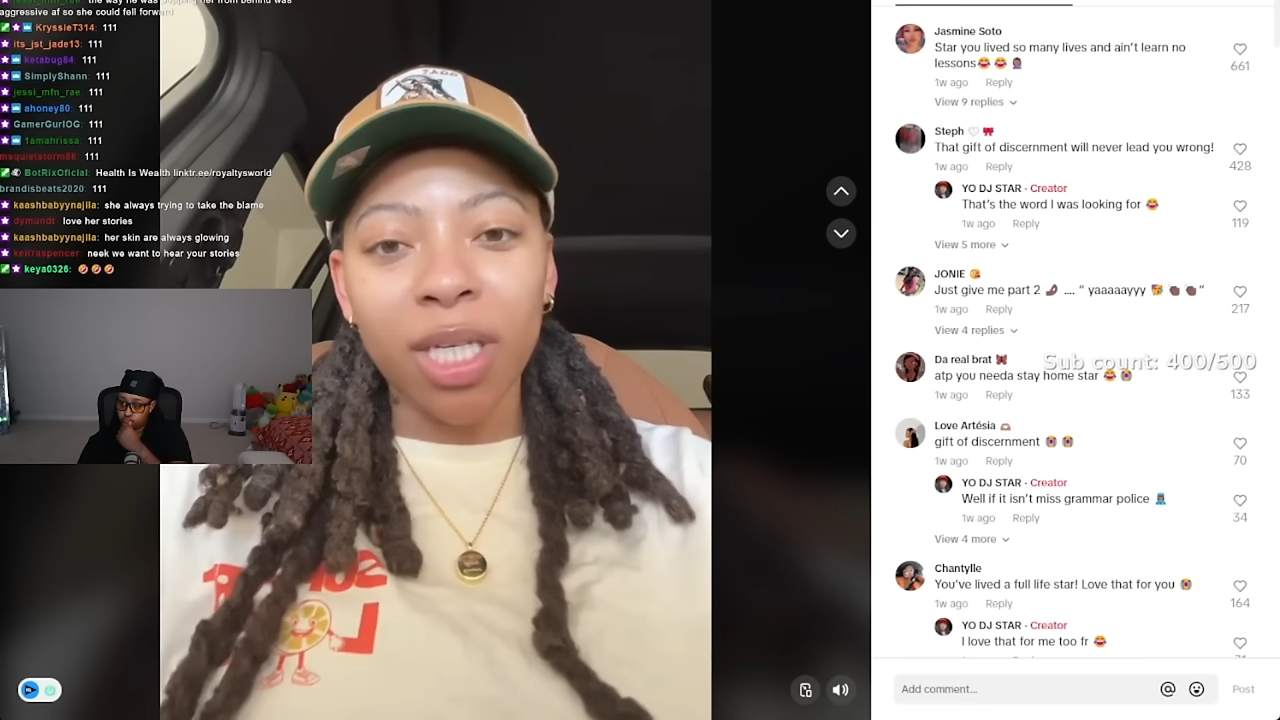 aggressive af so she could fell forward
KryssieT314: 111
its_jst_jade13: 111
ketabug84: 111
SimplyShann: 111
jessi_mfn_rae: 111
ahoney80: 111
GamerGurlOG: 111
1amahrissa: 111
msquietstorm86: 111
BotRixOficial: Health Is Wealth linktr.ee/royaltysworld
brandisbeats2020: 111
kaashbabyynajlla: she always trying to take the blame
dymundt: love her stories
kaashbabyynajlla: her skin are always glowing
keirraspencer: neek we want to hear your stories
keya0326: 🤣🤣🤣
Jasmine Soto
Star you lived so many lives and ain't learn no
lessons😂 😂 🤦🏾‍♀️
1w ago Reply
View 9 replies
661
Steph 🤍 🎀
That gift of discernment will never lead you wrong!
1w ago Reply
428
YO DJ STAR · Creator
That's the word I was looking for 😂
1w ago Reply
119
View 5 more
JONIE 😘
Just give me part 2 .... " yaaaaayyy 🥳 👏🏿 👏🏿 "
1w ago Reply
217
View 4 replies
Da real brat
atp you needa stay home star 😂 😭
1w ago Reply
133
Sub count: 400/500
Love Artésia 🫶🏼
gift of discernment 😭 😭
1w ago Reply
70
YO DJ STAR · Creator
Well if it isn't miss grammar police
1w ago Reply
34
View 4 more
Chantylle
You've lived a full life star! Love that for you 😭
1w ago Reply
164
YO DJ STAR · Creator
I love that for me too fr 😂
Add comment...
Post